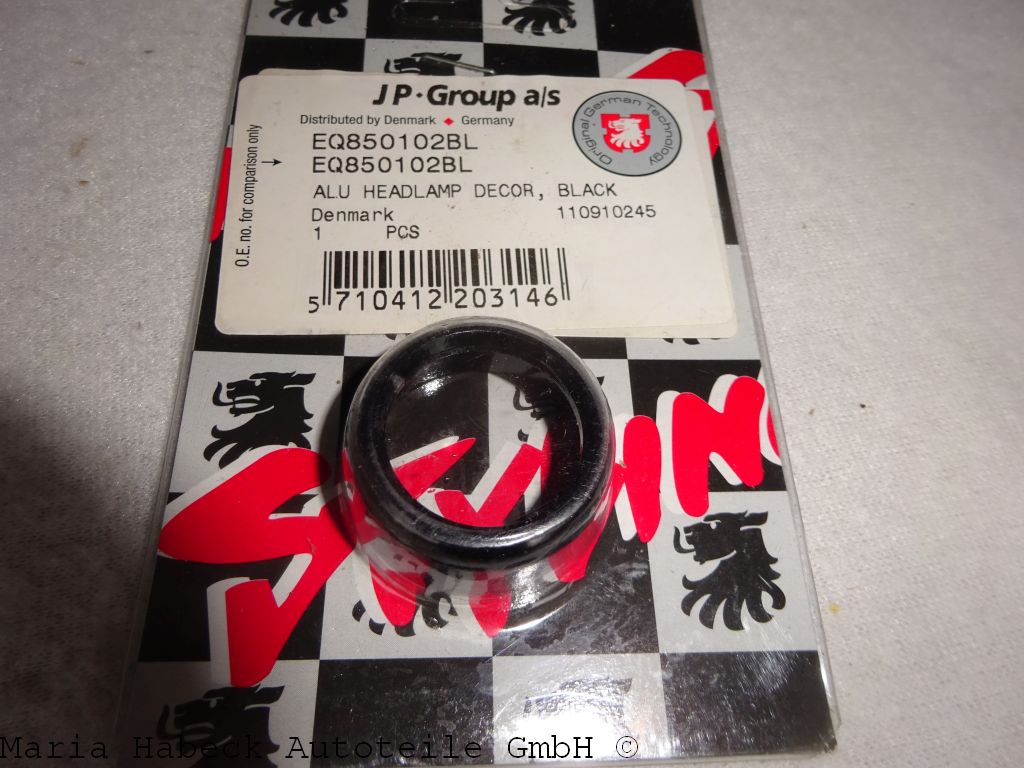 JP♦Group a/s
Distributed by Denmark ♦ Germany
Original German Technology
O.E. no. for comparison only
EQ850102BL
EQ850102BL
ALU HEADLAMP DECOR, BLACK
Denmark 110910245
1 PCS
5 710412 203146
Maria Habeck Autoteile GmbH ©